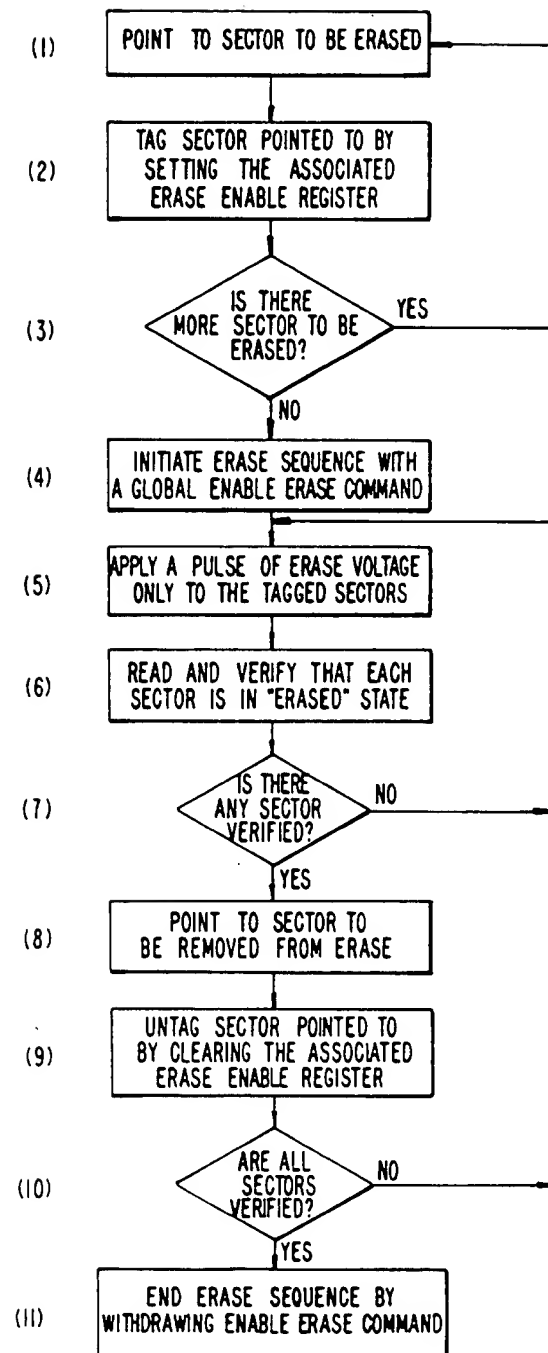 (1) POINT TO SECTOR TO BE ERASED
TAG SECTOR POINTED TO BY
(2) SETTING THE ASSOCIATED
ERASE ENABLE REGISTER
IS THERE YES
(3) MORE SECTOR TO BE
ERASED?
NO
(4) INITIATE ERASE SEQUENCE WITH
A GLOBAL ENABLE ERASE COMMAND
(5) APPLY A PULSE OF ERASE VOLTAGE
ONLY TO THE TAGGED SECTORS
(6) READ AND VERIFY THAT EACH
SECTOR IS IN "ERASED" STATE
IS THERE NO
(7) ANY SECTOR
VERIFIED?
YES
(8) POINT TO SECTOR TO
BE REMOVED FROM ERASE
UNTAG SECTOR POINTED TO
(9) BY CLEARING THE ASSOCIATED
ERASE ENABLE REGISTER
ARE ALL NO
(10) SECTORS
VERIFIED?
YES
(11) END ERASE SEQUENCE BY
WITHDRAWING ENABLE ERASE COMMAND